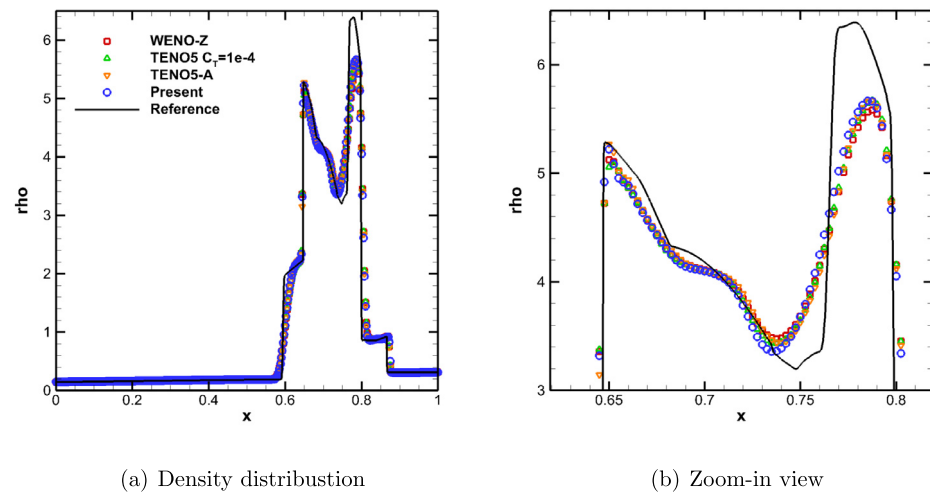 WENO-Z
TENO5 C_T=1e-4
TENO5-A
Present
Reference
rho
6
5
4
3
2
1
0
0 0.2 0.4 0.6 0.8 1
x
rho
6
5
4
3
0.65 0.7 0.75 0.8
x
(a) Density distribustion
(b) Zoom-in view